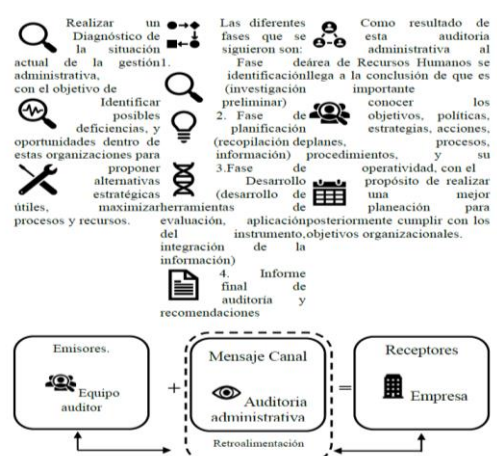 Realizar un
Diagnóstico de
la situación
actual de la gestión
administrativa,
con el objetivo de
Identificar
posibles
deficiencias, y
oportunidades dentro de
estas organizaciones para
proponer
alternativas
estratégicas
útiles, maximizar
procesos y recursos.
Las diferentes
fases que se
siguieron son:
1. Fase de
identificación
(investigación
preliminar)
2. Fase de
planificación
(recopilación de
información)
3.Fase de
Desarrollo
(desarrollo de
herramientas de
evaluación, aplicación
del instrumento,
integración de la
información)
4. Informe
final de
auditoría y
recomendaciones
Como resultado de
esta auditoria
administrativa al
área de Recursos Humanos se
llega a la conclusión de que es
importante
conocer los
objetivos, políticas,
estrategias, acciones,
planes, procesos,
procedimientos, y su
operatividad, con el
propósito de realizar
una mejor
planeación para
posteriormente cumplir con los
objetivos organizacionales.
Emisores.
Equipo
auditor
+
Mensaje Canal
Auditoria
administrativa
Retroalimentación
=
Receptores
Empresa